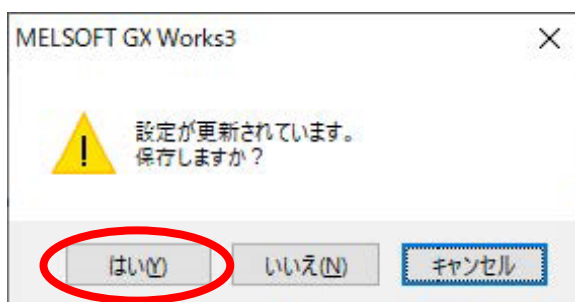 MELSOFT GX Works3
設定が更新されています。
保存しますか？
はい(Y)
いいえ(N)
キャンセル